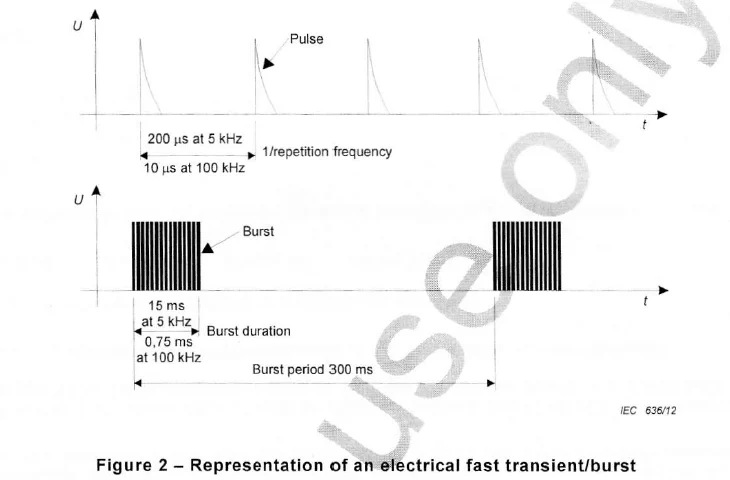 U
Pulse
t
200 µs at 5 kHz
1/repetition frequency
10 µs at 100 kHz
U
Burst
t
15 ms
at 5 kHz
Burst duration
0,75 ms
at 100 kHz
Burst period 300 ms
IEC 636/12
Figure 2 – Representation of an electrical fast transient/burst
use only